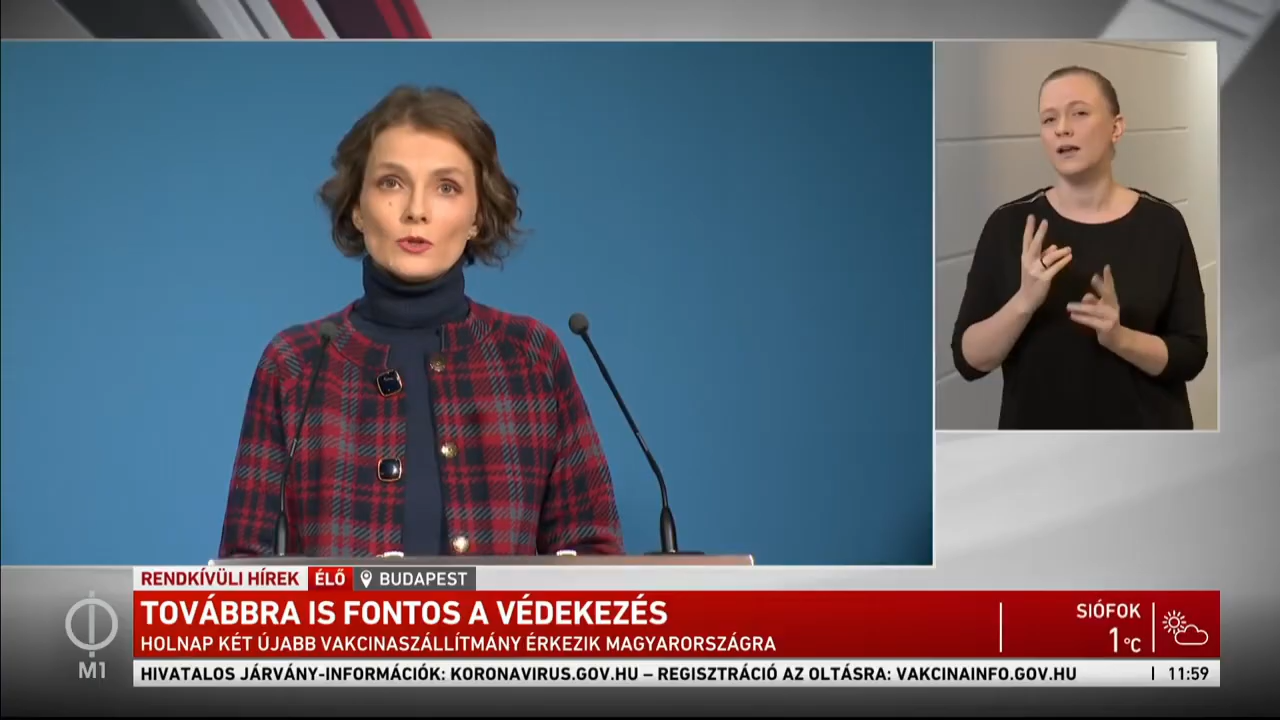 RENDKÍVÜLI HÍREK ÉLŐ BUDAPEST
TOVÁBBRA IS FONTOS A VÉDEKEZÉS
HOLNAP KÉT ÚJABB VAKCINASZÁLLÍTMÁNY ÉRKEZIK MAGYARORSZÁGRA
SIÓFOK
1°C
M1
HIVATALOS JÁRVÁNY-INFORMÁCIÓK: KORONAVIRUS.GOV.HU – REGISZTRÁCIÓ AZ OLTÁSRA: VAKCINAINFO.GOV.HU
11:59